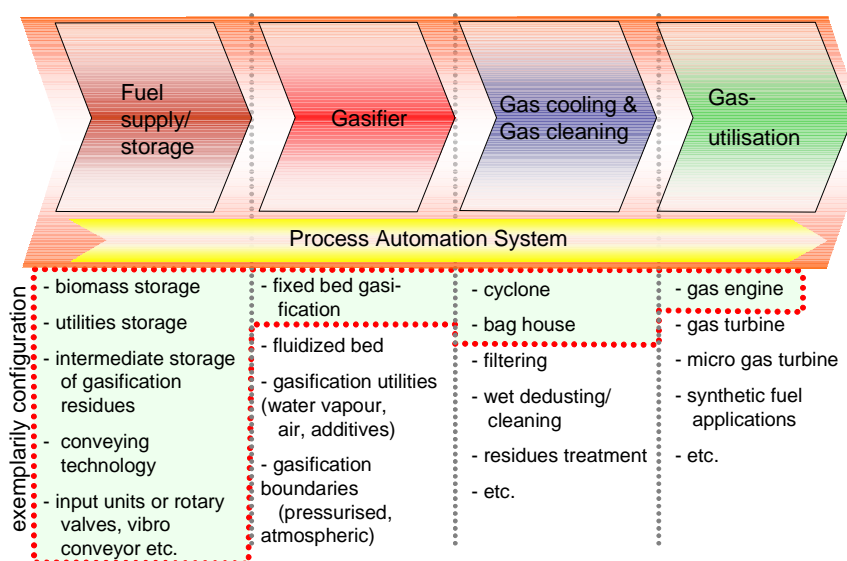 Fuel
supply/
storage
Gasifier
Gas cooling &
Gas cleaning
Gas-
utilisation
Process Automation System
exemplarily configuration
- biomass storage
- utilities storage
- intermediate storage
of gasification
residues
- conveying
technology
- input units or rotary
valves, vibro
conveyor etc.
- fixed bed gasi-
fication
- fluidized bed
- gasification utilities
(water vapour,
air, additives)
- gasification
boundaries
(pressurised,
atmospheric)
- cyclone
- bag house
- filtering
- wet dedusting/
cleaning
- residues treatment
- etc.
- gas engine
- gas turbine
- micro gas turbine
- synthetic fuel
applications
- etc.